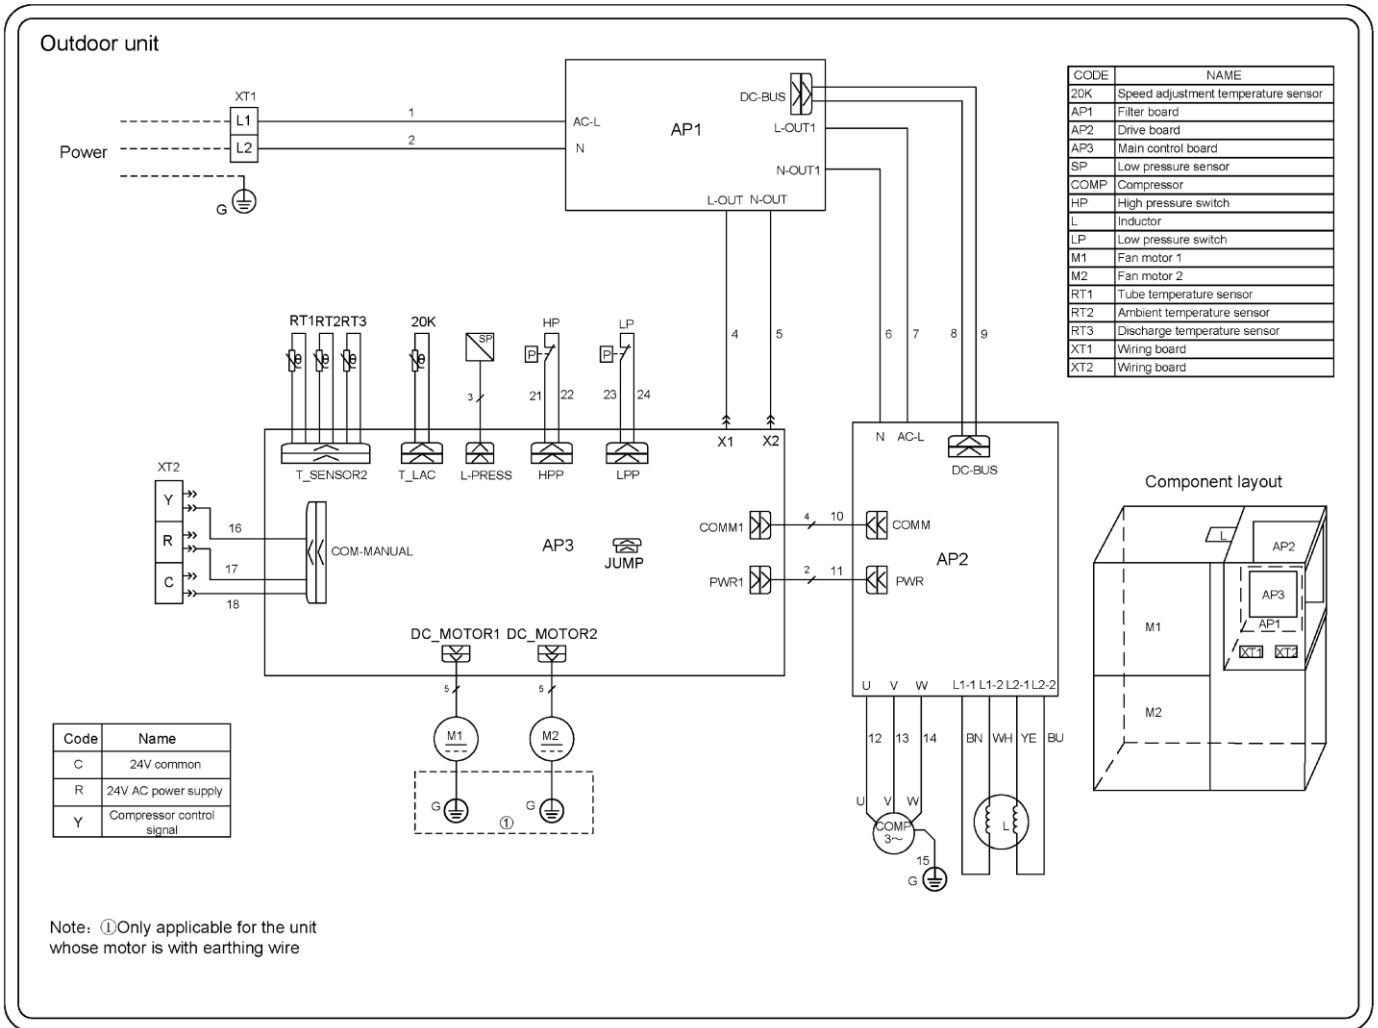 Outdoor unit
XT1
L1
L2
Power
G
1
2
AC-L
N
AP1
DC-BUS
L-OUT1
N-OUT1
L-OUT N-OUT
CODE NAME
20K Speed adjustment temperature sensor
AP1 Filter board
AP2 Drive board
AP3 Main control board
SP Low pressure sensor
COMP Compressor
HP High pressure switch
L Inductor
LP Low pressure switch
M1 Fan motor 1
M2 Fan motor 2
RT1 Tube temperature sensor
RT2 Ambient temperature sensor
RT3 Discharge temperature sensor
XT1 Wiring board
XT2 Wiring board
RT1 RT2 RT3
20K
SP
HP
LP
P
P
θ
θ
θ
θ
3
21
22
23
24
4
5
6
7
8
9
X1
X2
N AC-L
DC-BUS
T_SENSOR2
T_LAC
L-PRESS
HPP
LPP
XT2
Y
R
C
16
17
18
COM-MANUAL
AP3
JUMP
COMM1
4
10
COMM
PWR1
2
11
PWR
AP2
DC_MOTOR1 DC_MOTOR2
5
5
M1
M2
G
G
①
U V W L1-1 L1-2 L2-1 L2-2
12
13
14
BN
WH
YE
BU
U
V
W
COMP
3~
15
G
L
Component layout
L
AP2
AP3
AP1
XT1
XT2
M1
M2
Code Name
C 24V common
R 24V AC power supply
Y Compressor control
signal
Note: ①Only applicable for the unit
whose motor is with earthing wire